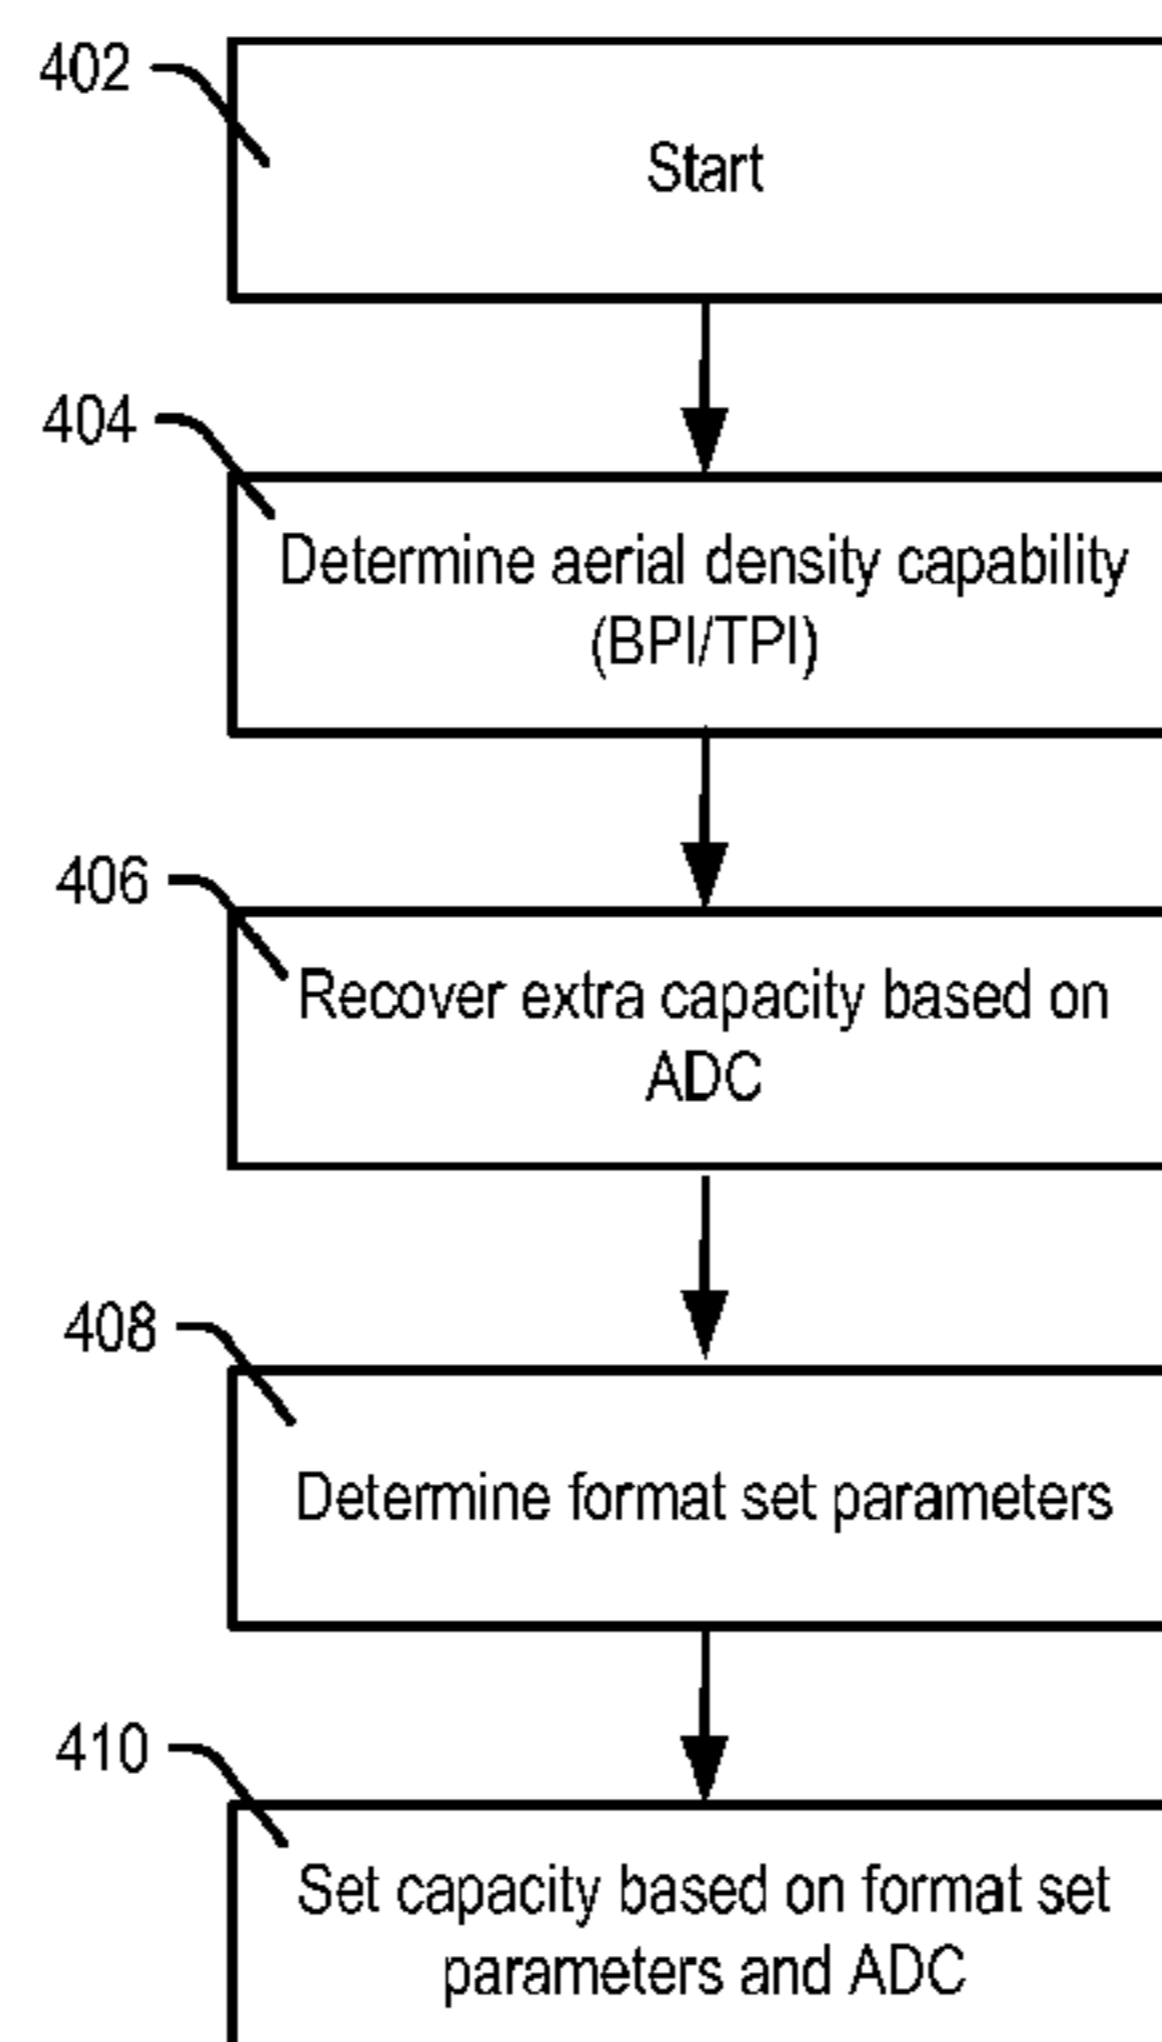 402
Start
404
Determine aerial density capability
(BPI/TPI)
406
Recover extra capacity based on
ADC
408
Determine format set parameters
410
Set capacity based on format set
parameters and ADC